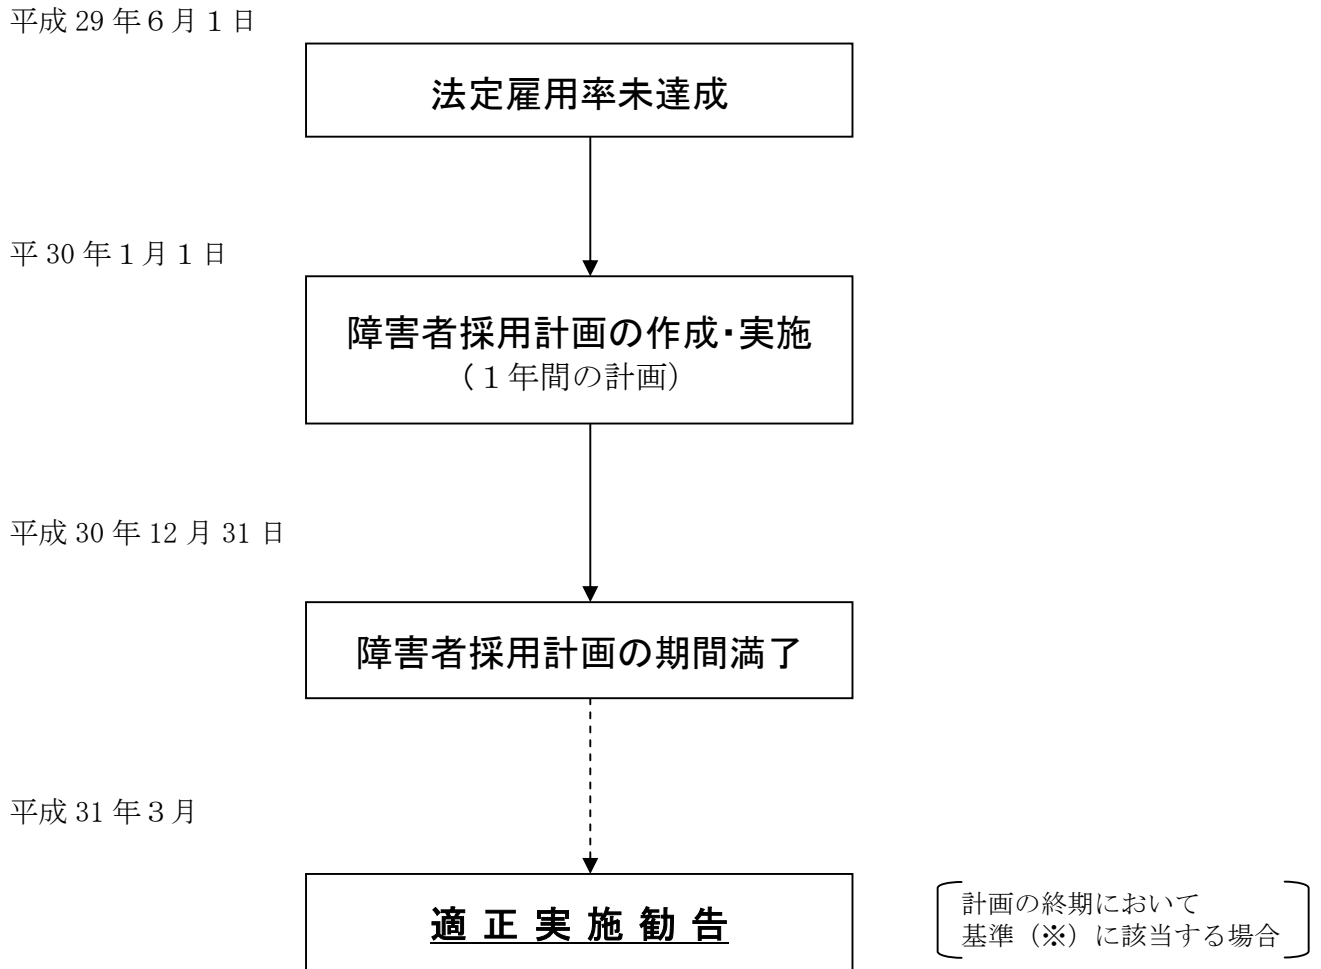 平成 29 年６月１日
法定雇用率未達成
平 30 年１月１日
障害者採用計画の作成･実施
（１年間の計画）
平成 30 年 12 月 31 日
障害者採用計画の期間満了
平成 31 年３月
適 正 実 施 勧 告
計画の終期において
基準（※）に該当する場合